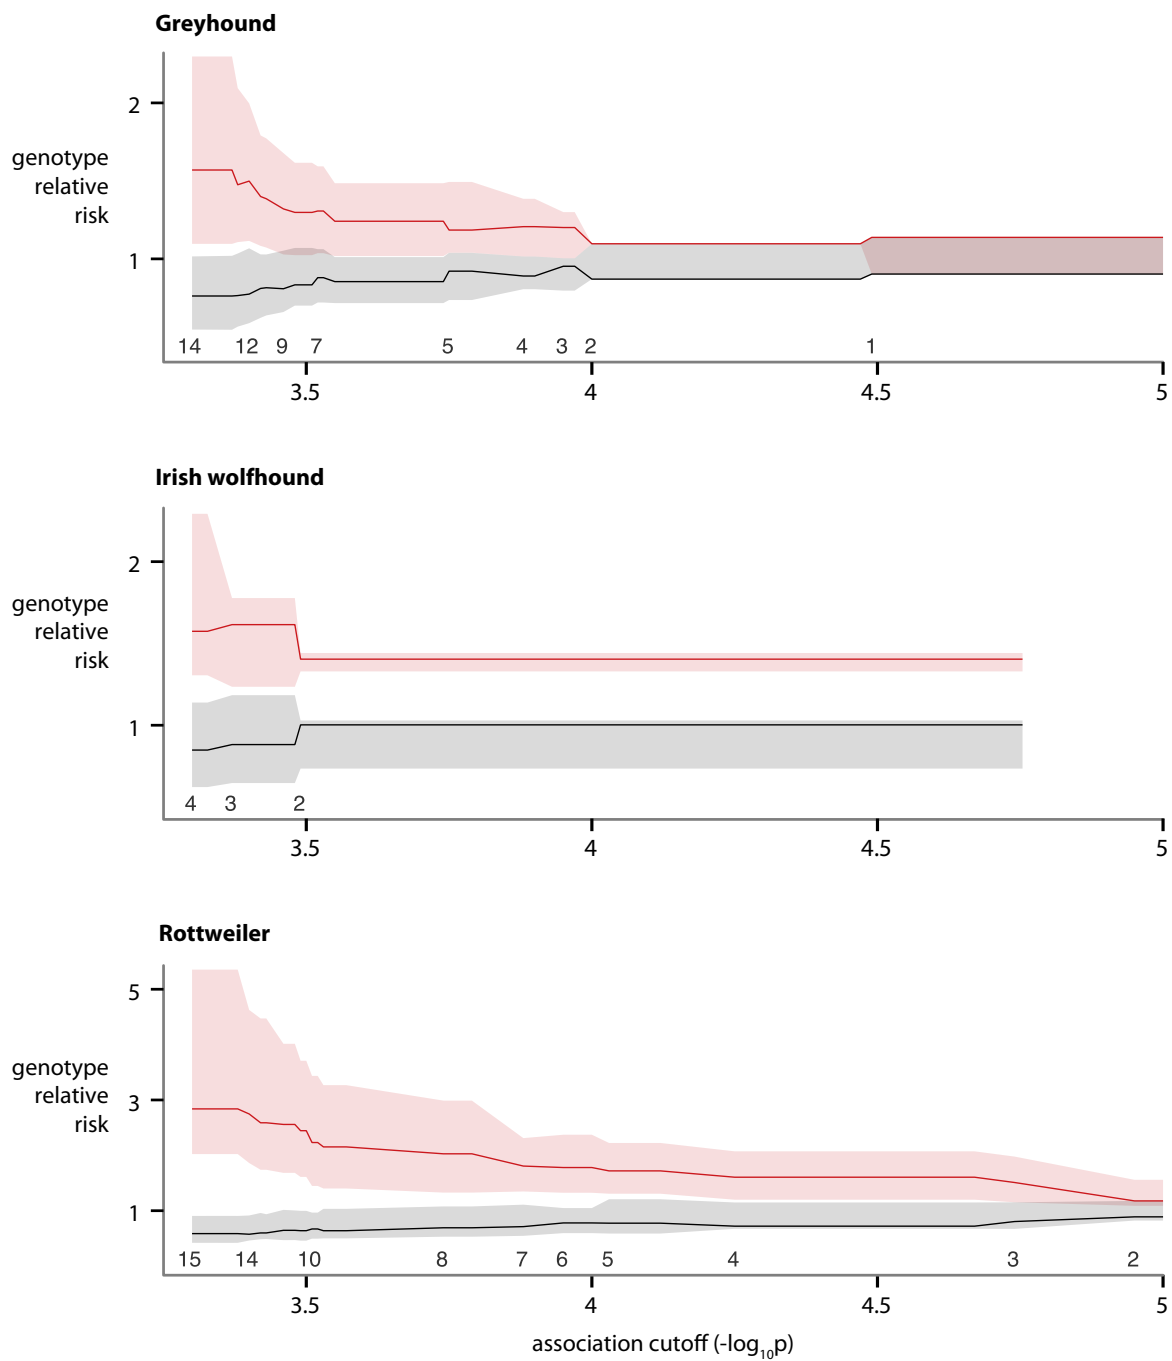 Greyhound
2
genotype
relative
risk
1
14 12 9 7 5 4 3 2 1
3.5 4 4.5 5
Irish wolfhound
2
genotype
relative
risk
1
4 3 2
3.5 4 4.5 5
Rottweiler
5
genotype
relative
risk
3
1
15 14 10 8 7 6 5 4 3 2
3.5 4 4.5 5
association cutoff (-log10p)